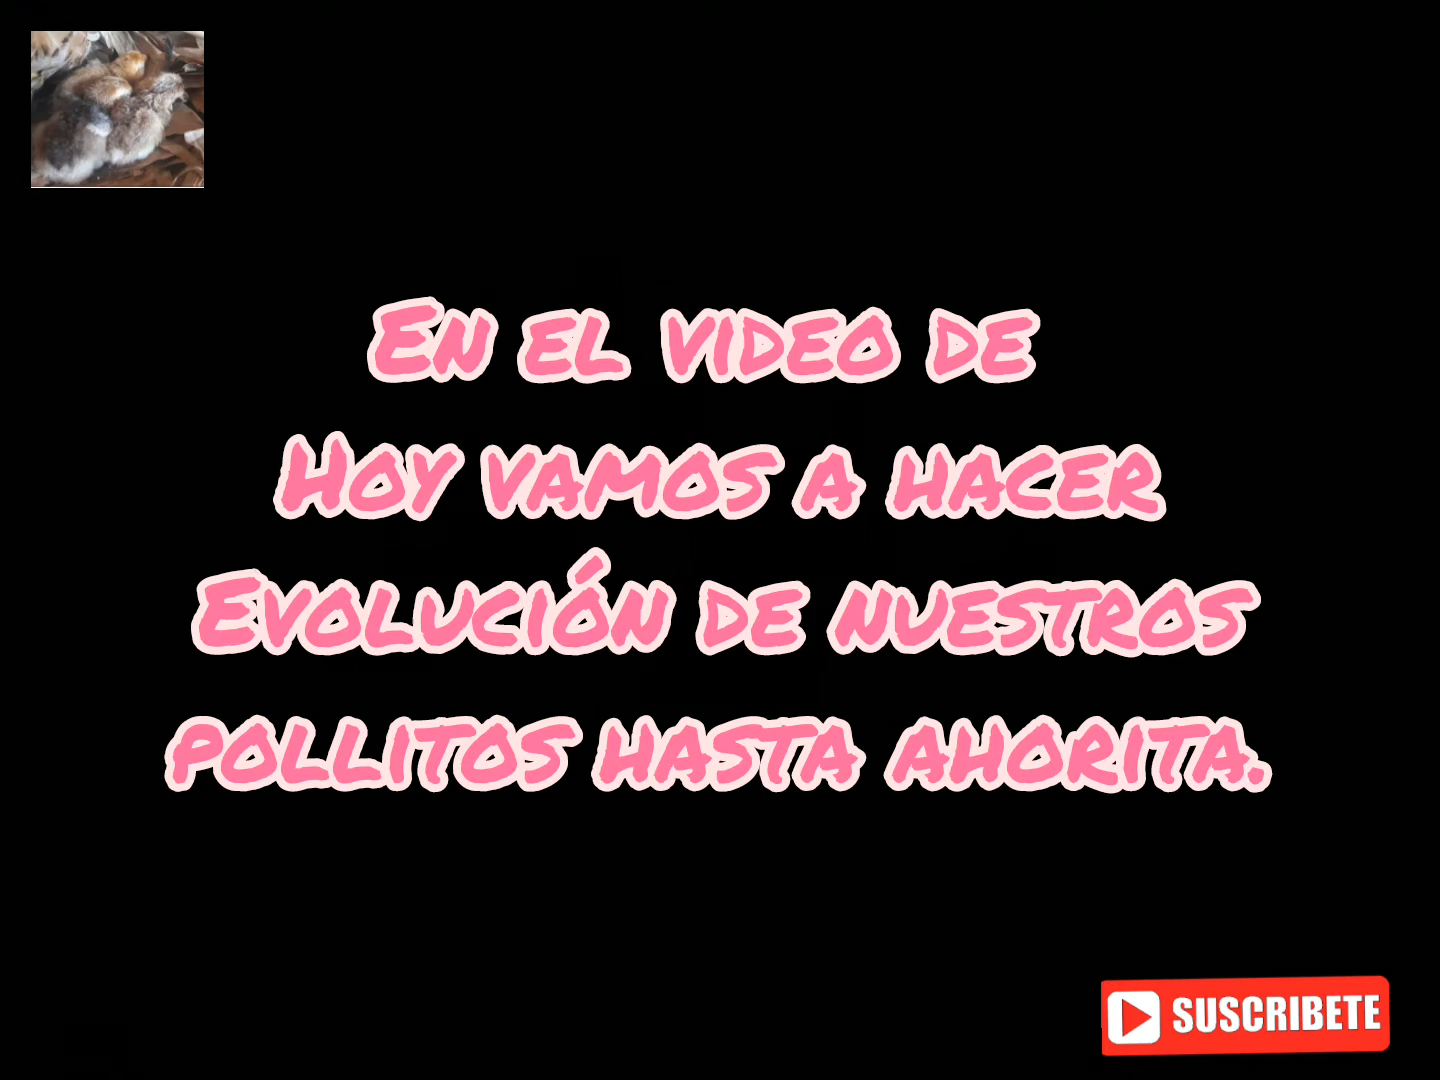 En el video de
Hoy vamos a hacer
Evolución de nuestros
pollitos hasta ahorita.
SUSCRIBETE